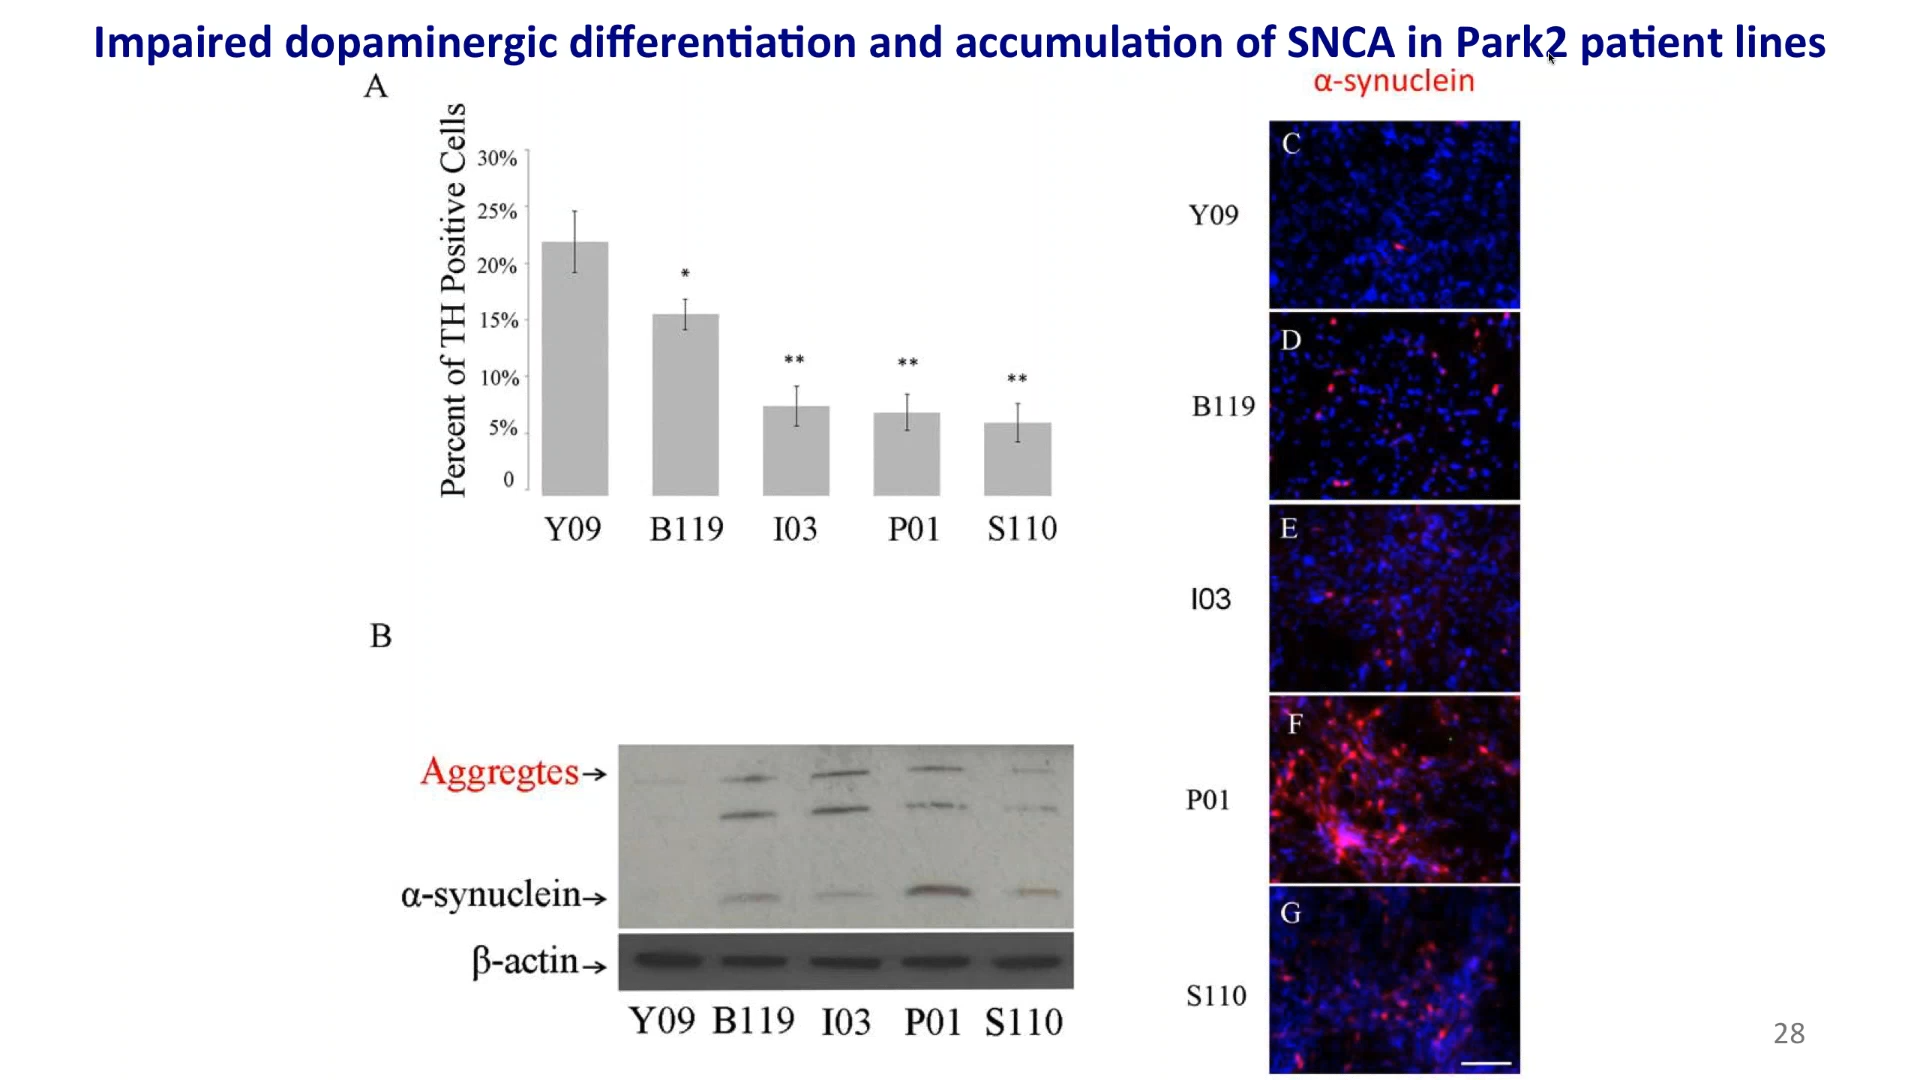 Impaired dopaminergic differentiation and accumulation of SNCA in Park2 patient lines
A
Percent of TH Positive Cells
30%
25%
20%
15%
10%
5%
0
*
**
**
**
Y09 B119 I03 P01 S110
B
Aggregtes→
α-synuclein→
β-actin→
Y09 B119 I03 P01 S110
α-synuclein
Y09
C
B119
D
I03
E
P01
F
S110
G
28